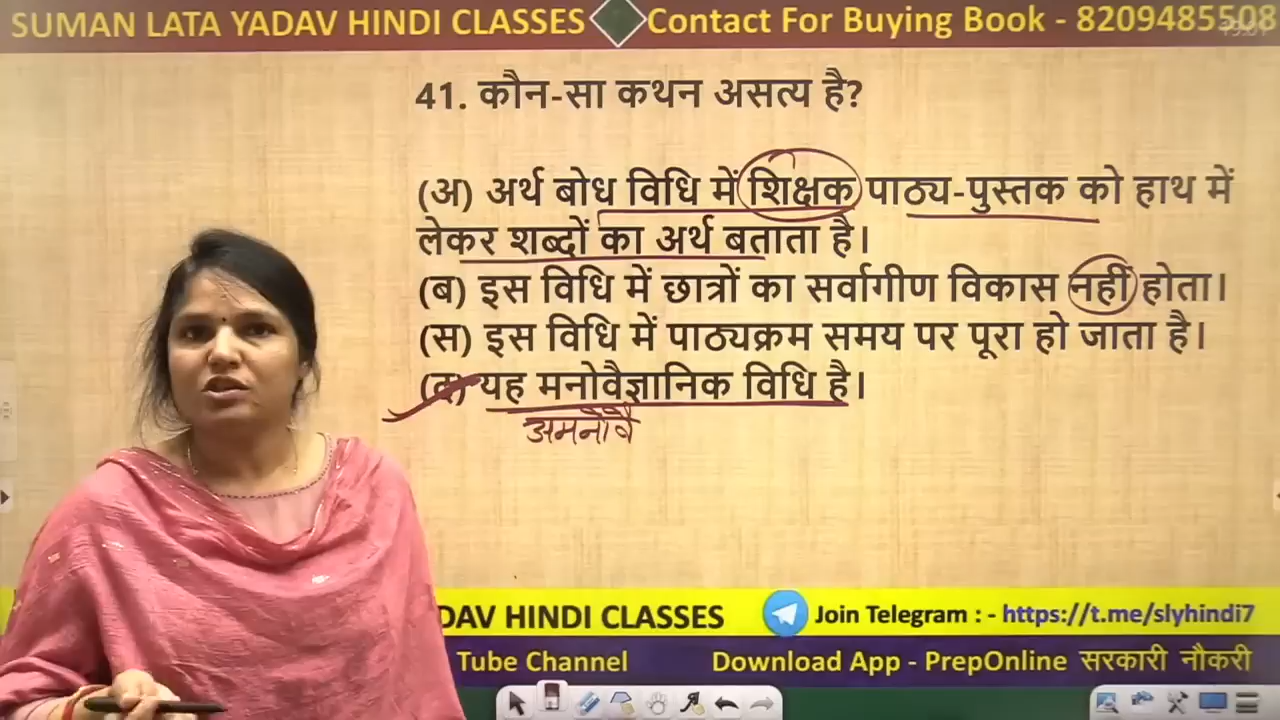 SUMAN LATA YADAV HINDI CLASSES Contact For Buying Book - 8209485508
41. कौन-सा कथन असत्य है?
(अ) अर्थ बोध विधि में शिक्षक पाठ्य-पुस्तक को हाथ में
लेकर शब्दों का अर्थ बताता है।
(ब) इस विधि में छात्रों का सर्वागीण विकास नहीं होता।
(स) इस विधि में पाठ्यक्रम समय पर पूरा हो जाता है।
(द) यह मनोवैज्ञानिक विधि है।
अमनोवै
DAV HINDI CLASSES Join Telegram : - https://t.me/slyhindi7
Tube Channel Download App - PrepOnline सरकारी नौकरी